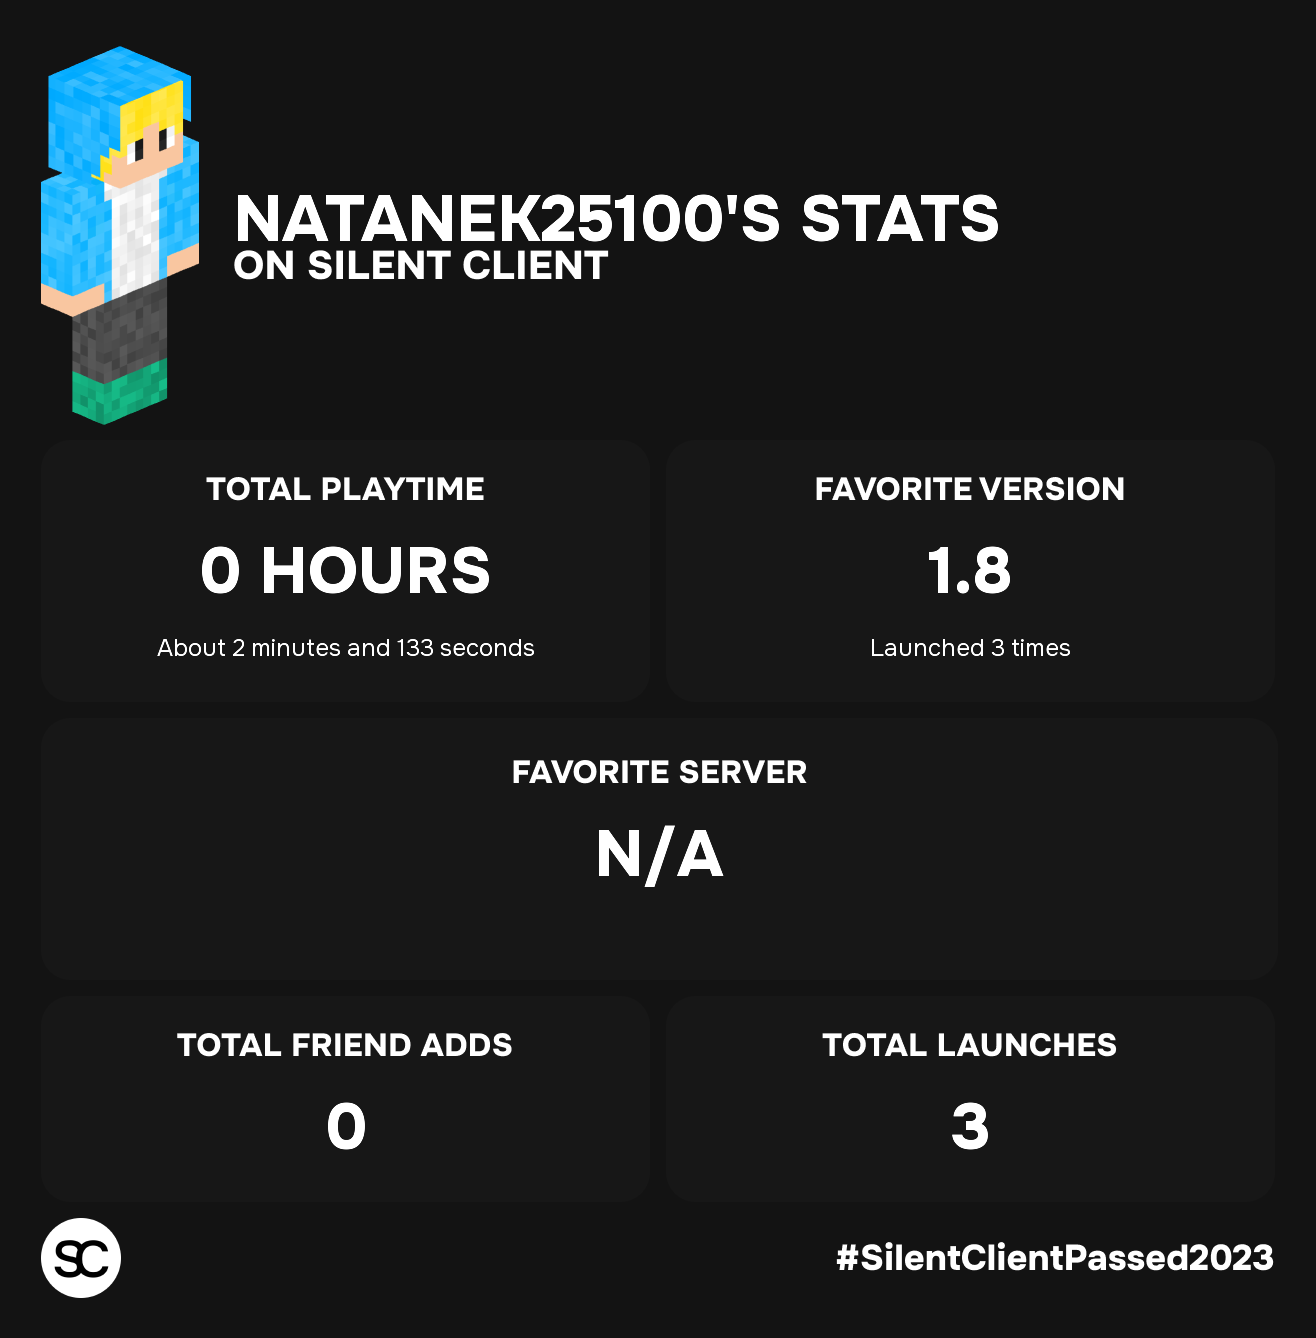 NATANEK25100'S STATS
ON SILENT CLIENT
TOTAL PLAYTIME
0 HOURS
About 2 minutes and 133 seconds
FAVORITE VERSION
1.8
Launched 3 times
FAVORITE SERVER
N/A
TOTAL FRIEND ADDS
0
TOTAL LAUNCHES
3
SC
#SilentClientPassed2023